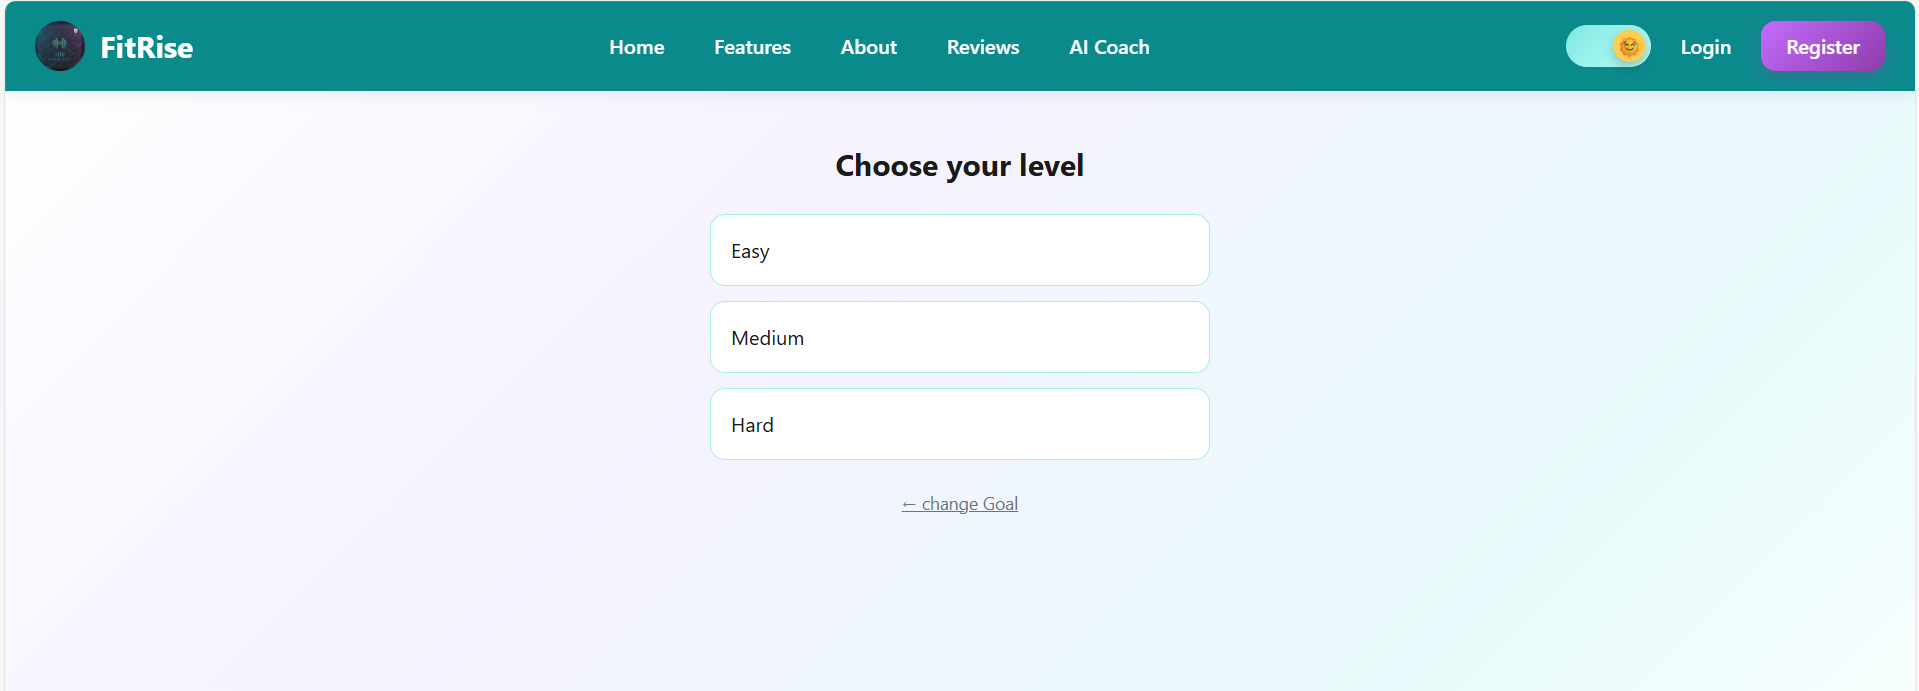 FitRise
Home Features About Reviews AI Coach
Login Register
Choose your level
Easy
Medium
Hard
← change Goal